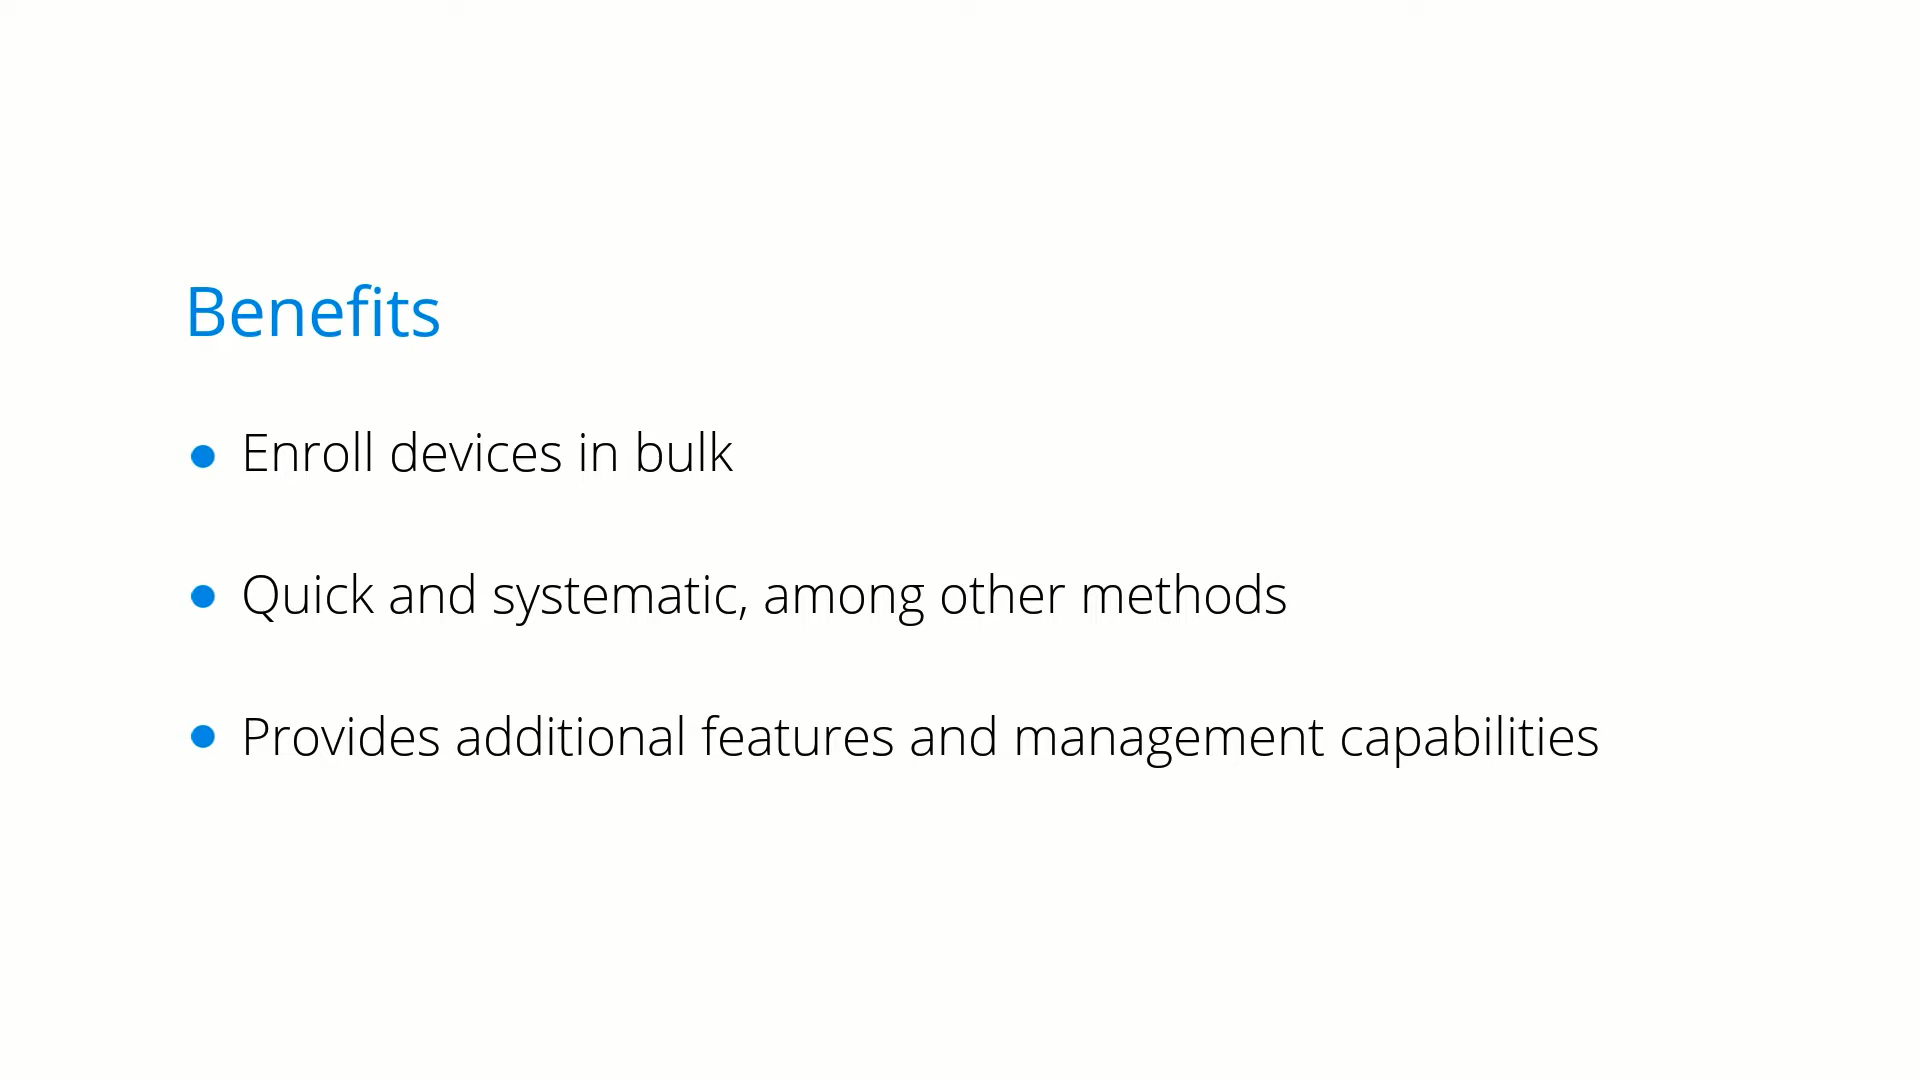 Benefits
Enroll devices in bulk
Quick and systematic, among other methods
Provides additional features and management capabilities